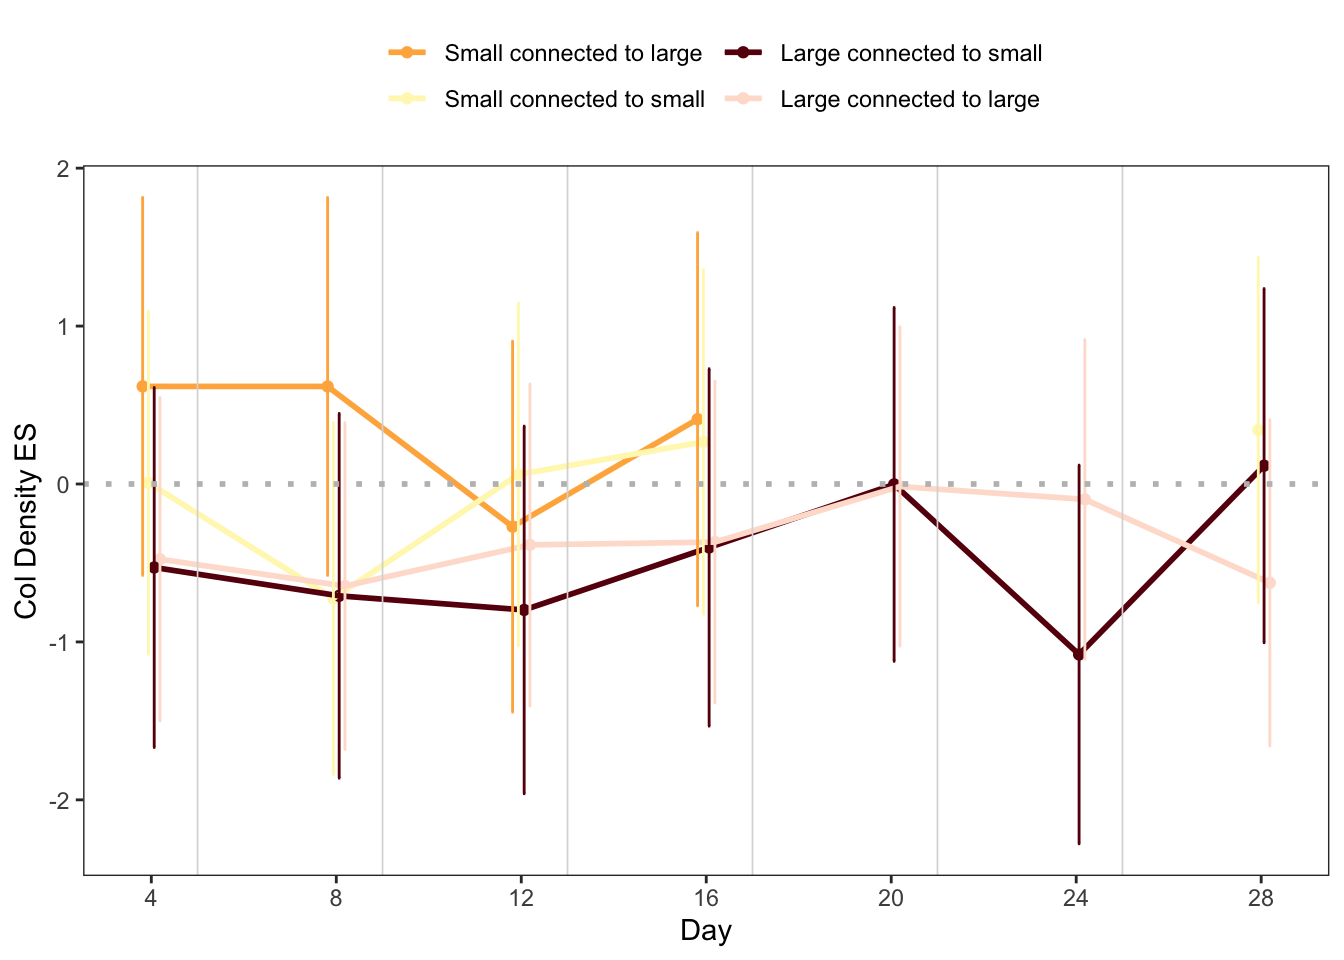 Small connected to large
Large connected to small
Small connected to small
Large connected to large
2
1
0
-1
-2
Col Density ES
4 8 12 16 20 24 28
Day